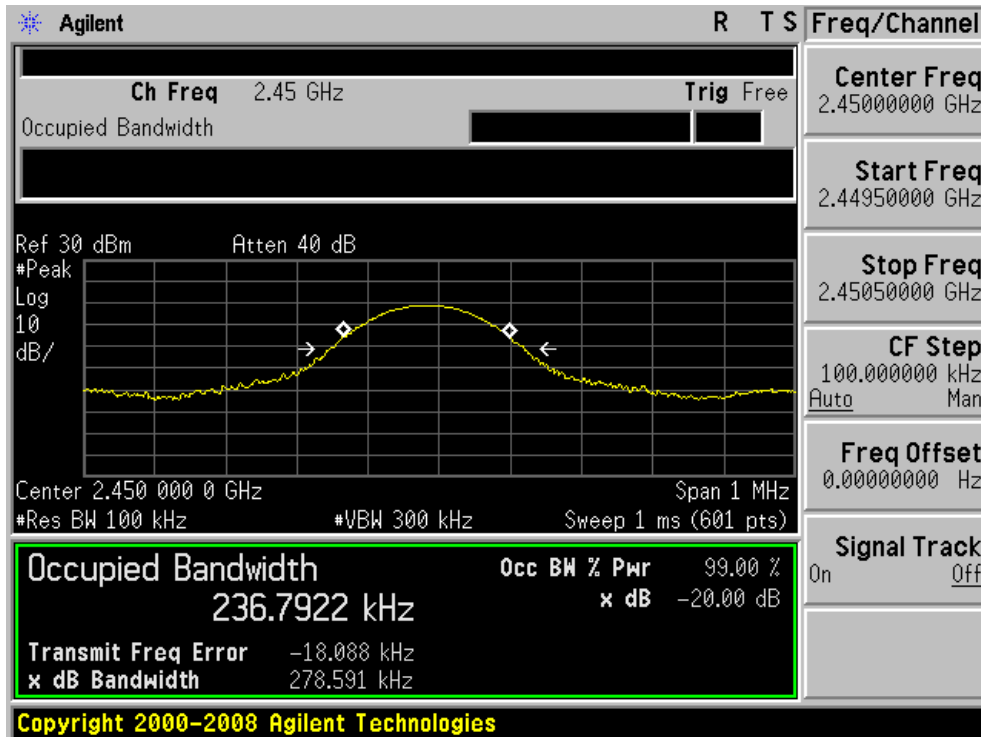 Agilent
R T S
Ch Freq 2.45 GHz
Trig Free
Occupied Bandwidth
Ref 30 dBm
Atten 40 dB
#Peak
Log
10
dB/
Center 2.450 000 0 GHz
Span 1 MHz
#Res BW 100 kHz
#VBW 300 kHz
Sweep 1 ms (601 pts)
Occupied Bandwidth
236.7922 kHz
Occ BW % Pwr 99.00 %
x dB -20.00 dB
Transmit Freq Error -18.088 kHz
x dB Bandwidth 278.591 kHz
Copyright 2000-2008 Agilent Technologies
Freq/Channel
Center Freq
2.45000000 GHz
Start Freq
2.44950000 GHz
Stop Freq
2.45050000 GHz
CF Step
100.000000 kHz
Auto Man
Freq Offset
0.00000000 Hz
Signal Track
On Off